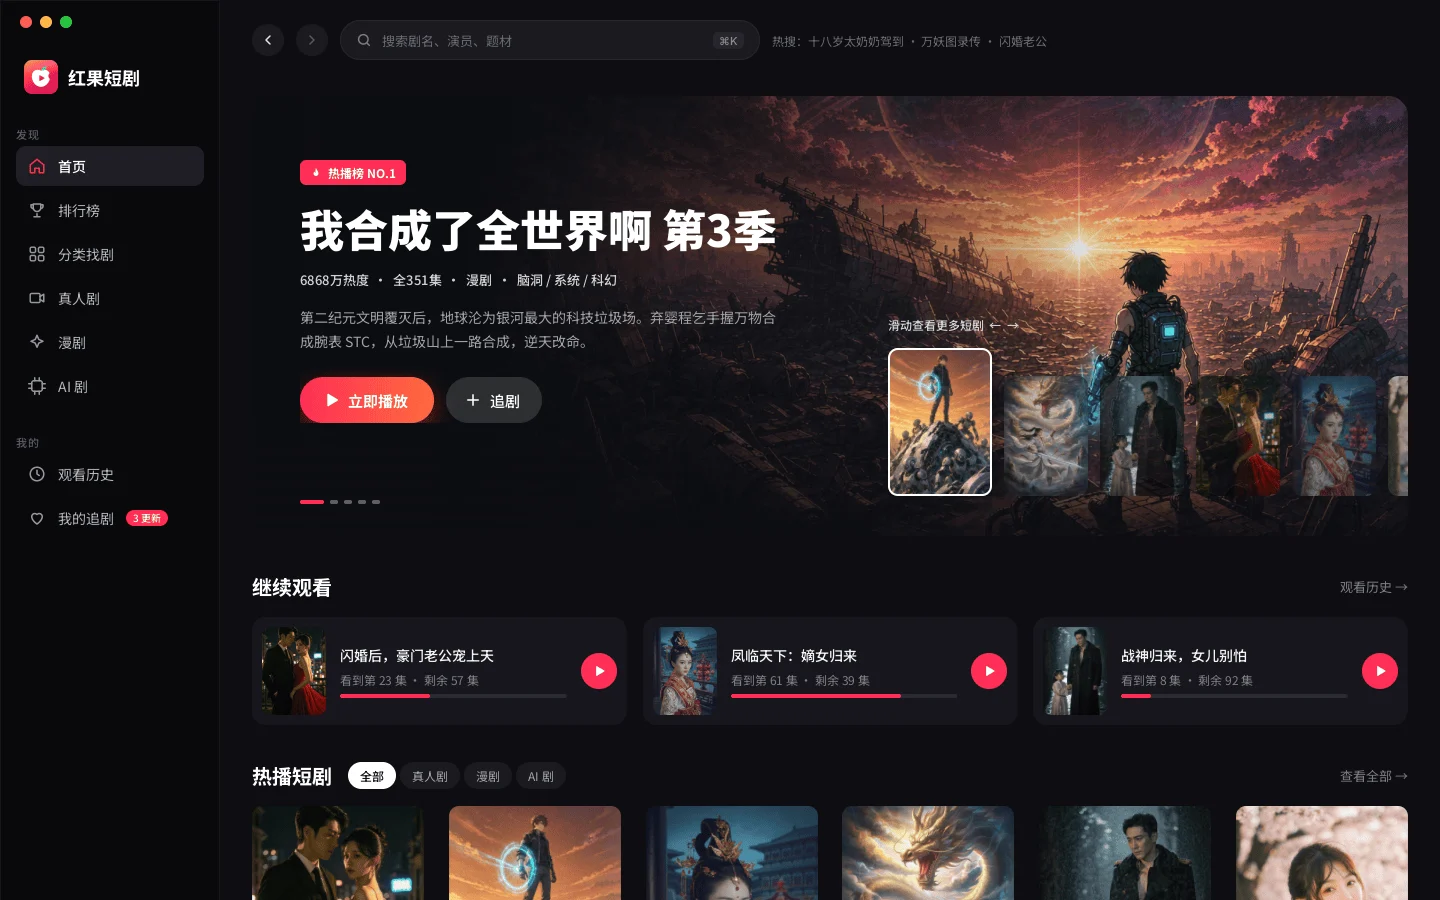 红果短剧
发现
首页
排行榜
分类找剧
真人剧
漫剧
AI 剧
我的
观看历史
我的追剧 3 更新
搜索剧名、演员、题材 ⌘K
热搜：十八岁太奶奶驾到 · 万妖图录传 · 闪婚老公
热播榜 NO.1
我合成了全世界啊 第3季
6868万热度 · 全351集 · 漫剧 · 脑洞 / 系统 / 科幻
第二纪元文明覆灭后，地球沦为银河最大的科技垃圾场。弃婴程乞手握万物合
成腕表 STC，从垃圾山上一路合成，逆天改命。
立即播放
追剧
滑动查看更多短剧 ← →
继续观看
观看历史 →
闪婚后，豪门老公宠上天
看到第 23 集 · 剩余 57 集
凤临天下：嫡女归来
看到第 61 集 · 剩余 39 集
战神归来，女儿别怕
看到第 8 集 · 剩余 92 集
热播短剧
全部 真人剧 漫剧 AI 剧
查看全部 →